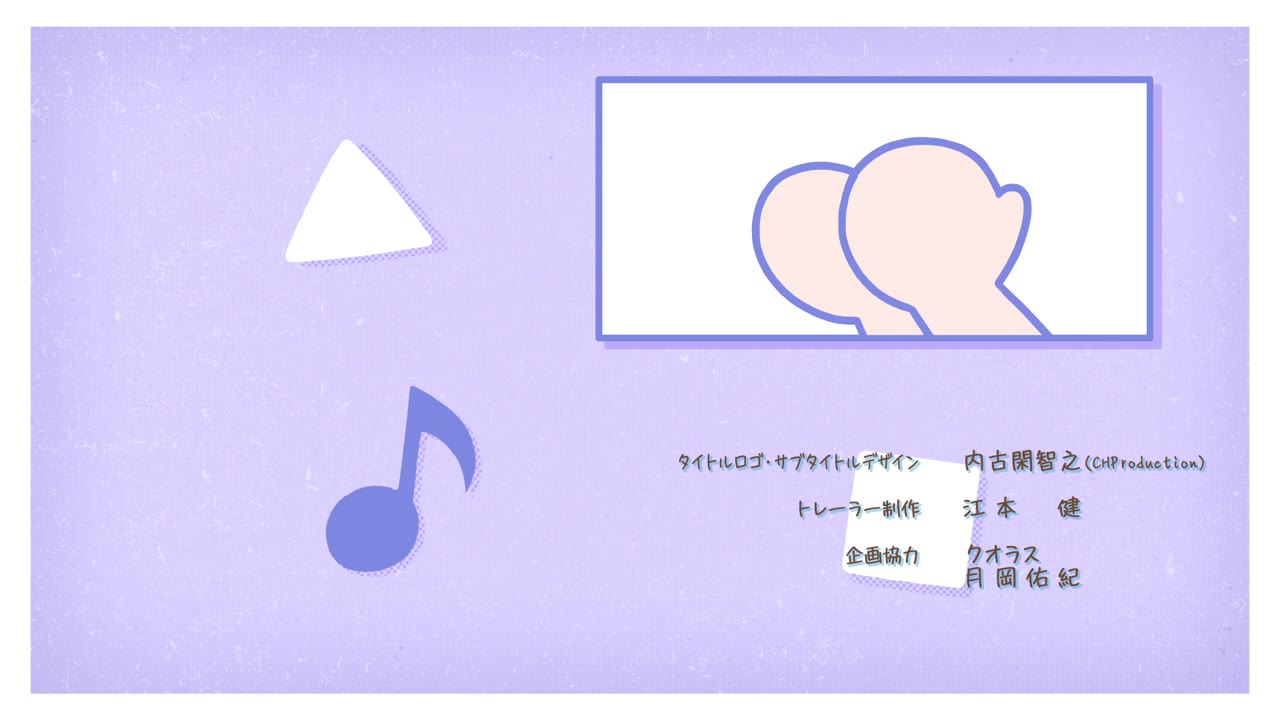 タイトルロゴ・サブタイトルデザイン 内古閑智之(CHProduction)
トレーラー制作 江本 健
企画協力 クオラス
月岡佑紀